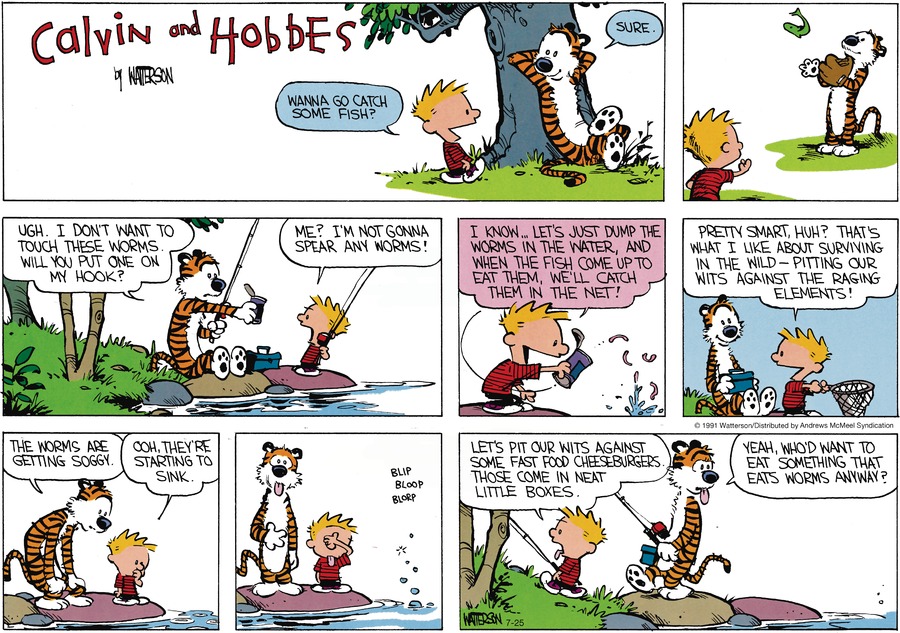 Calvin and HOBBES
by WATTERSON
WANNA GO CATCH
SOME FISH?
SURE.
UGH. I DON'T WANT TO
TOUCH THESE WORMS.
WILL YOU PUT ONE ON
MY HOOK?
ME? I'M NOT GONNA
SPEAR ANY WORMS!
I KNOW... LET'S JUST DUMP THE
WORMS IN THE WATER, AND
WHEN THE FISH COME UP TO
EAT THEM, WE'LL CATCH
THEM IN THE NET!
PRETTY SMART, HUH? THAT'S
WHAT I LIKE ABOUT SURVIVING
IN THE WILD – PITTING OUR
WITS AGAINST THE RAGING
ELEMENTS!
© 1991 Watterson/Distributed by Andrews McMeel Syndication
THE WORMS ARE
GETTING SOGGY.
OOH, THEY'RE
STARTING TO
SINK.
BLIP
BLOOP
BLORP
LET'S PIT OUR WITS AGAINST
SOME FAST FOOD CHEESEBURGERS.
THOSE COME IN NEAT
LITTLE BOXES.
YEAH, WHO'D WANT TO
EAT SOMETHING THAT
EATS WORMS ANYWAY?
WATTERSON 7-25